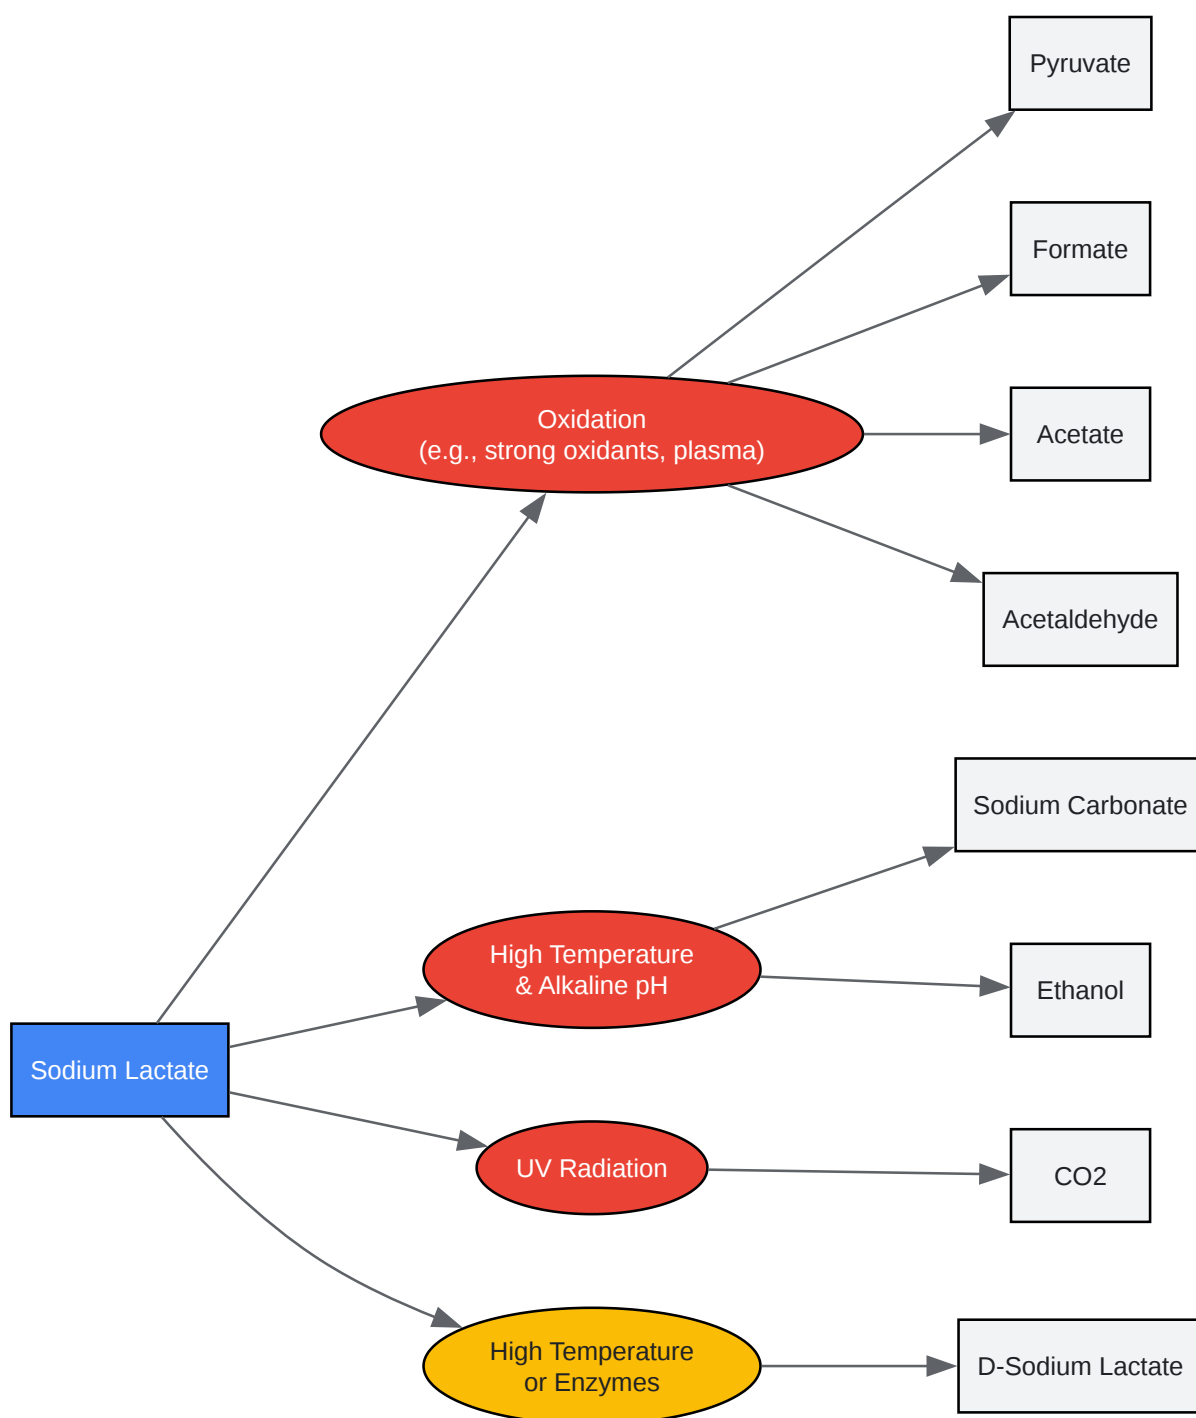 Pyruvate
Formate
Oxidation
(e.g., strong oxidants, plasma)
Acetate
Acetaldehyde
Sodium Carbonate
High Temperature
& Alkaline pH
Ethanol
Sodium Lactate
UV Radiation
CO2
High Temperature
or Enzymes
D-Sodium Lactate